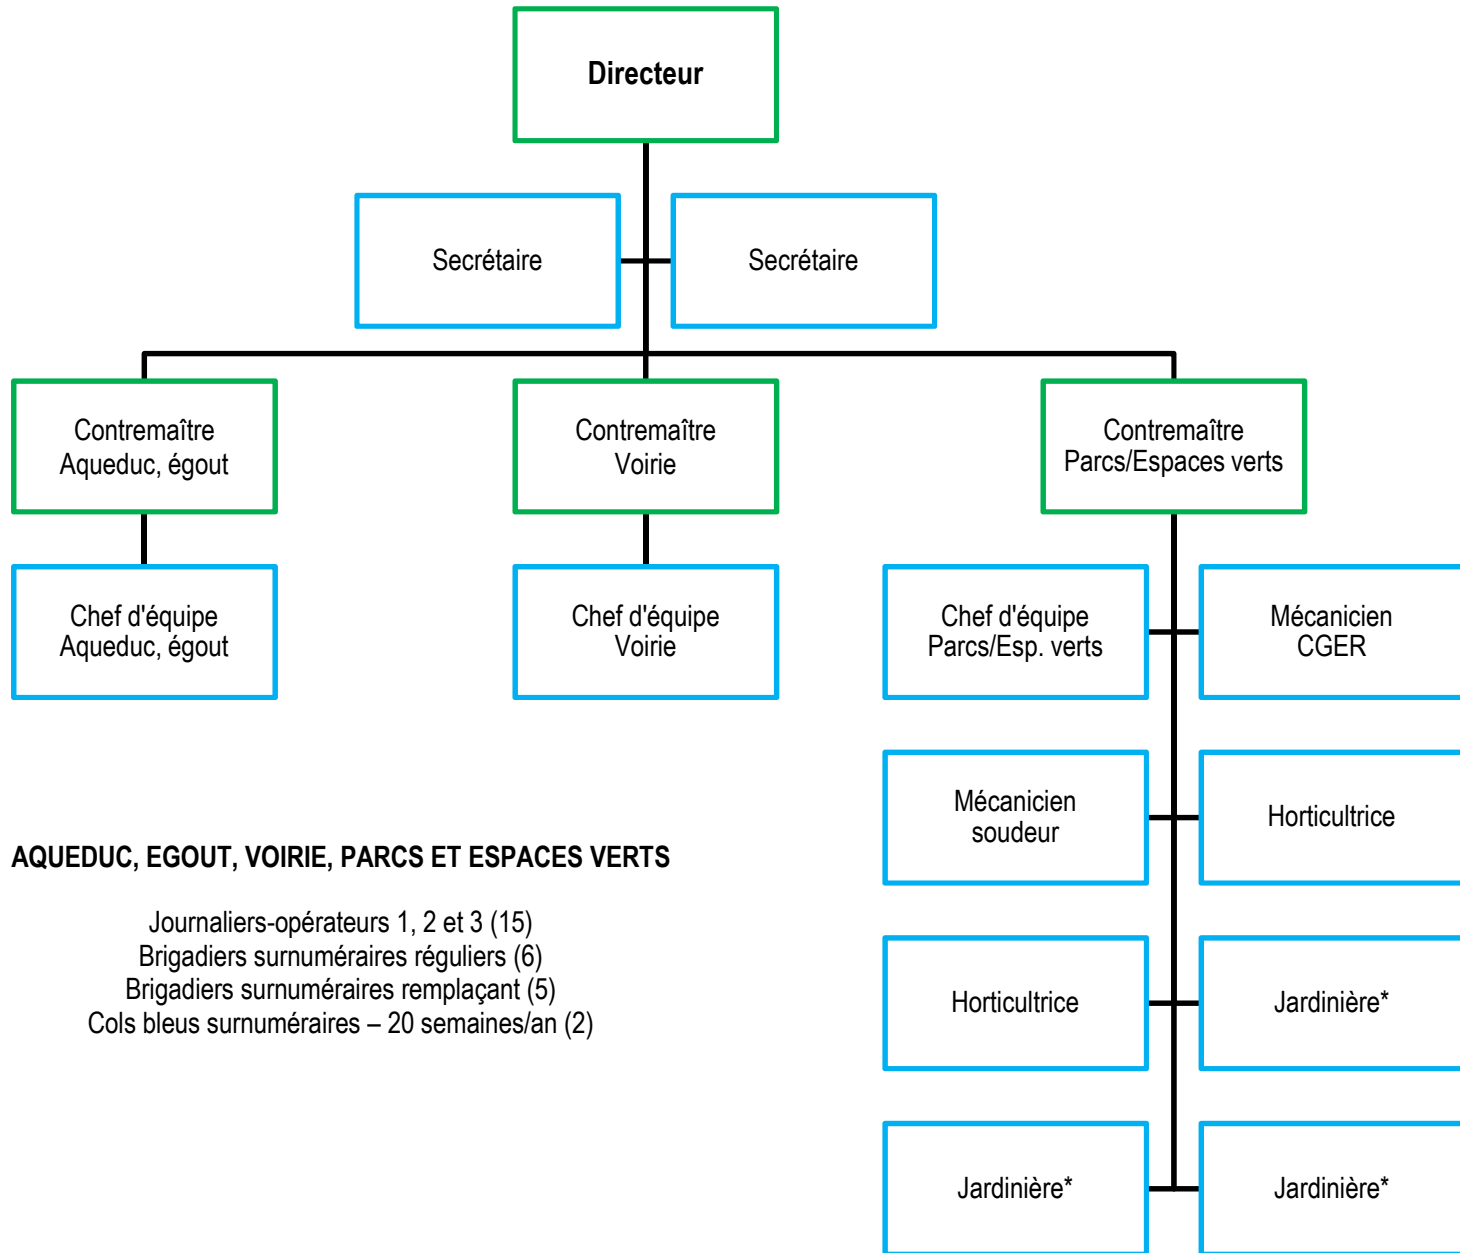 Directeur
Secrétaire
Secrétaire
Contremaître
Aqueduc, égout
Contremaître
Voirie
Contremaître
Parcs/Espaces verts
Chef d'équipe
Aqueduc, égout
Chef d'équipe
Voirie
Chef d'équipe
Parcs/Esp. verts
Mécanicien
CGER
Mécanicien
soudeur
Horticultrice
AQUEDUC, EGOUT, VOIRIE, PARCS ET ESPACES VERTS
Journaliers-opérateurs 1, 2 et 3 (15)
Brigadiers surnuméraires réguliers (6)
Brigadiers surnuméraires remplaçant (5)
Cols bleus surnuméraires – 20 semaines/an (2)
Horticultrice
Jardinière*
Jardinière*
Jardinière*